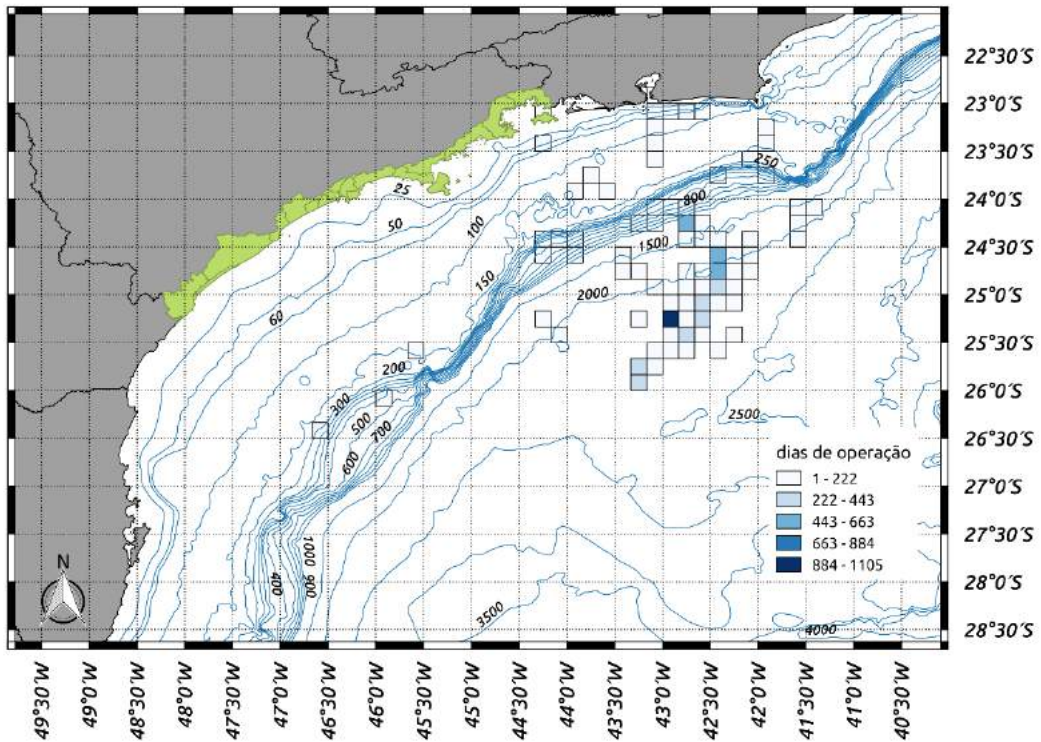 22°30'S
23°0'S
23°30'S
24°0'S
24°30'S
25°0'S
25°30'S
26°0'S
26°30'S
27°0'S
27°30'S
28°0'S
28°30'S
250
25
800
50
100
1500
150
2000
60
200
300
2500
500
700
600
1000
900
400
3500
4000
dias de operação
1 - 222
222 - 443
443 - 663
663 - 884
884 - 1105
N
49°30'W
49°0'W
48°30'W
48°0'W
47°30'W
47°0'W
46°30'W
46°0'W
45°30'W
45°0'W
44°30'W
44°0'W
43°30'W
43°0'W
42°30'W
42°0'W
41°30'W
41°0'W
40°30'W